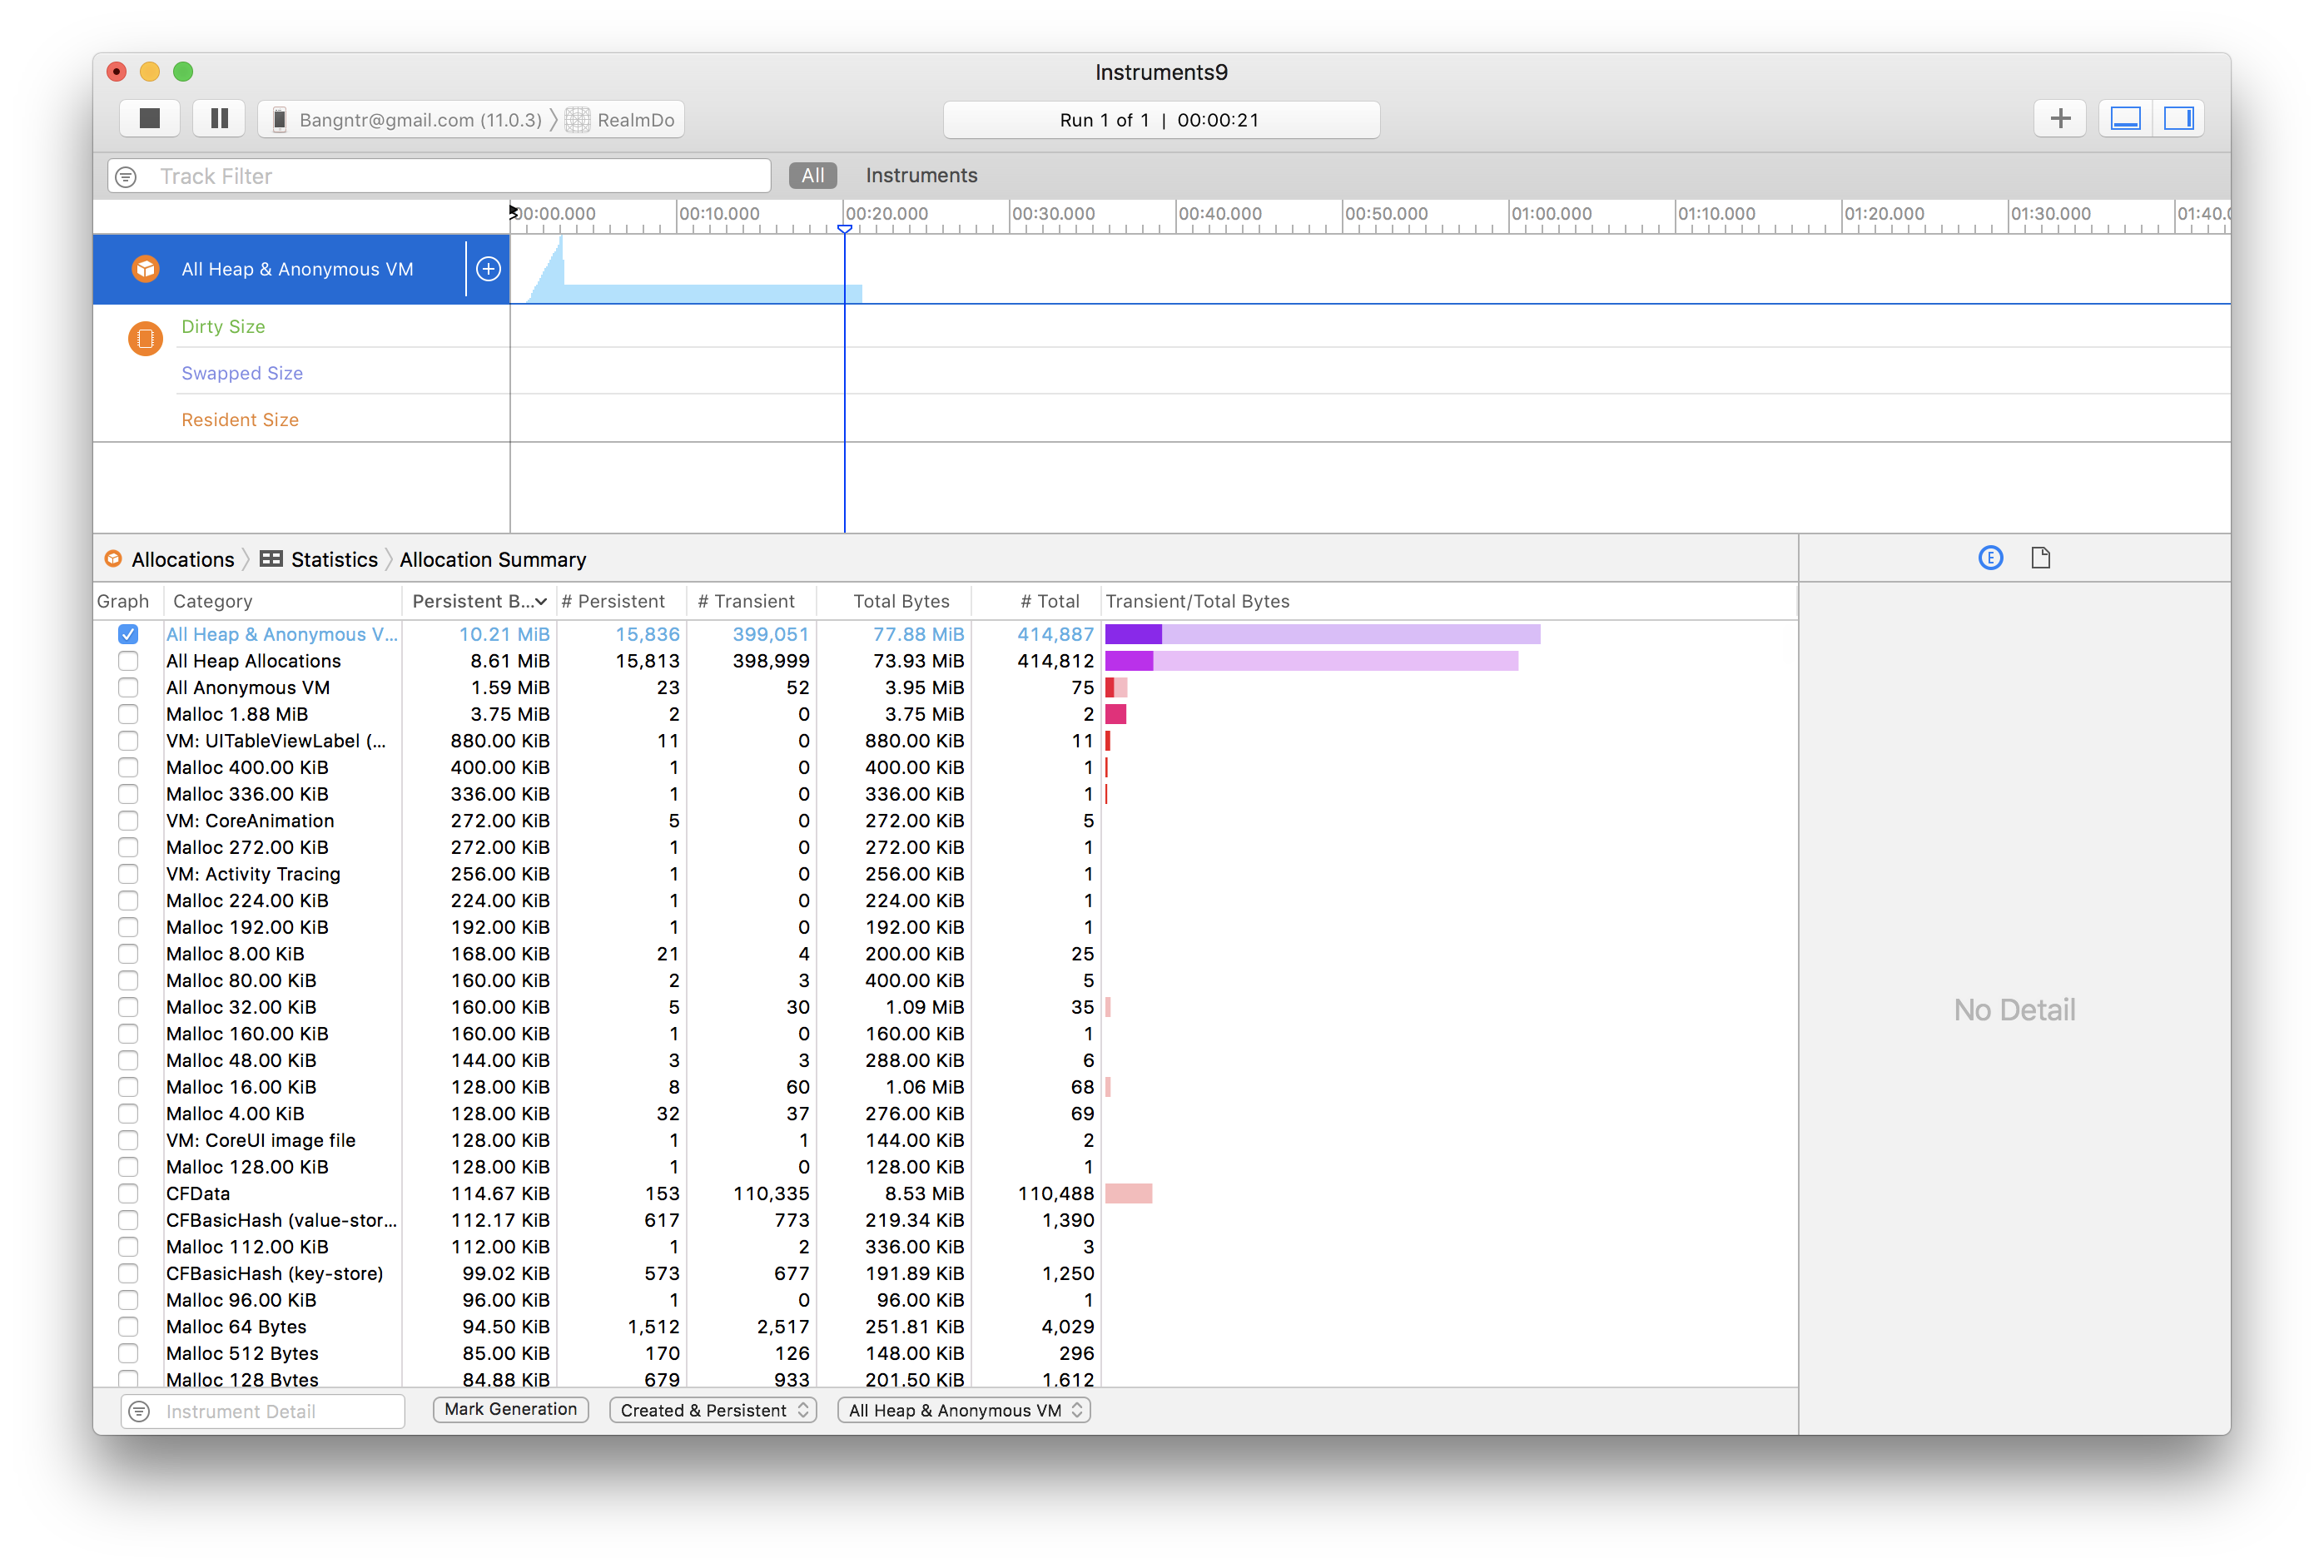 Instruments9
Bangntr@gmail.com (11.0.3) RealmDo Run 1 of 1 | 00:00:21
Track Filter All Instruments
00:00.000 00:10.000 00:20.000 00:30.000 00:40.000 00:50.000 01:00.000 01:10.000 01:20.000 01:30.000 01:40.0
All Heap & Anonymous VM
Dirty Size
Swapped Size
Resident Size
Allocations Statistics Allocation Summary E
Graph Category Persistent B... # Persistent # Transient Total Bytes # Total Transient/Total Bytes
All Heap & Anonymous V... 10.21 MiB 15,836 399,051 77.88 MiB 414,887
All Heap Allocations 8.61 MiB 15,813 398,999 73.93 MiB 414,812
All Anonymous VM 1.59 MiB 23 52 3.95 MiB 75
Malloc 1.88 MiB 3.75 MiB 2 0 3.75 MiB 2
VM: UITableViewLabel (... 880.00 KiB 11 0 880.00 KiB 11
Malloc 400.00 KiB 400.00 KiB 1 0 400.00 KiB 1
Malloc 336.00 KiB 336.00 KiB 1 0 336.00 KiB 1
VM: CoreAnimation 272.00 KiB 5 0 272.00 KiB 5
Malloc 272.00 KiB 272.00 KiB 1 0 272.00 KiB 1
VM: Activity Tracing 256.00 KiB 1 0 256.00 KiB 1
Malloc 224.00 KiB 224.00 KiB 1 0 224.00 KiB 1
Malloc 192.00 KiB 192.00 KiB 1 0 192.00 KiB 1
Malloc 8.00 KiB 168.00 KiB 21 4 200.00 KiB 25
Malloc 80.00 KiB 160.00 KiB 2 3 400.00 KiB 5
Malloc 32.00 KiB 160.00 KiB 5 30 1.09 MiB 35
Malloc 160.00 KiB 160.00 KiB 1 0 160.00 KiB 1
Malloc 48.00 KiB 144.00 KiB 3 3 288.00 KiB 6
Malloc 16.00 KiB 128.00 KiB 8 60 1.06 MiB 68
Malloc 4.00 KiB 128.00 KiB 32 37 276.00 KiB 69
VM: CoreUI image file 128.00 KiB 1 1 144.00 KiB 2
Malloc 128.00 KiB 128.00 KiB 1 0 128.00 KiB 1
CFData 114.67 KiB 153 110,335 8.53 MiB 110,488
CFBasicHash (value-stor... 112.17 KiB 617 773 219.34 KiB 1,390
Malloc 112.00 KiB 112.00 KiB 1 2 336.00 KiB 3
CFBasicHash (key-store) 99.02 KiB 573 677 191.89 KiB 1,250
Malloc 96.00 KiB 96.00 KiB 1 0 96.00 KiB 1
Malloc 64 Bytes 94.50 KiB 1,512 2,517 251.81 KiB 4,029
Malloc 512 Bytes 85.00 KiB 170 126 148.00 KiB 296
Malloc 128 Bytes 84.88 KiB 679 933 201.50 KiB 1,612
No Detail
Instrument Detail Mark Generation Created & Persistent All Heap & Anonymous VM